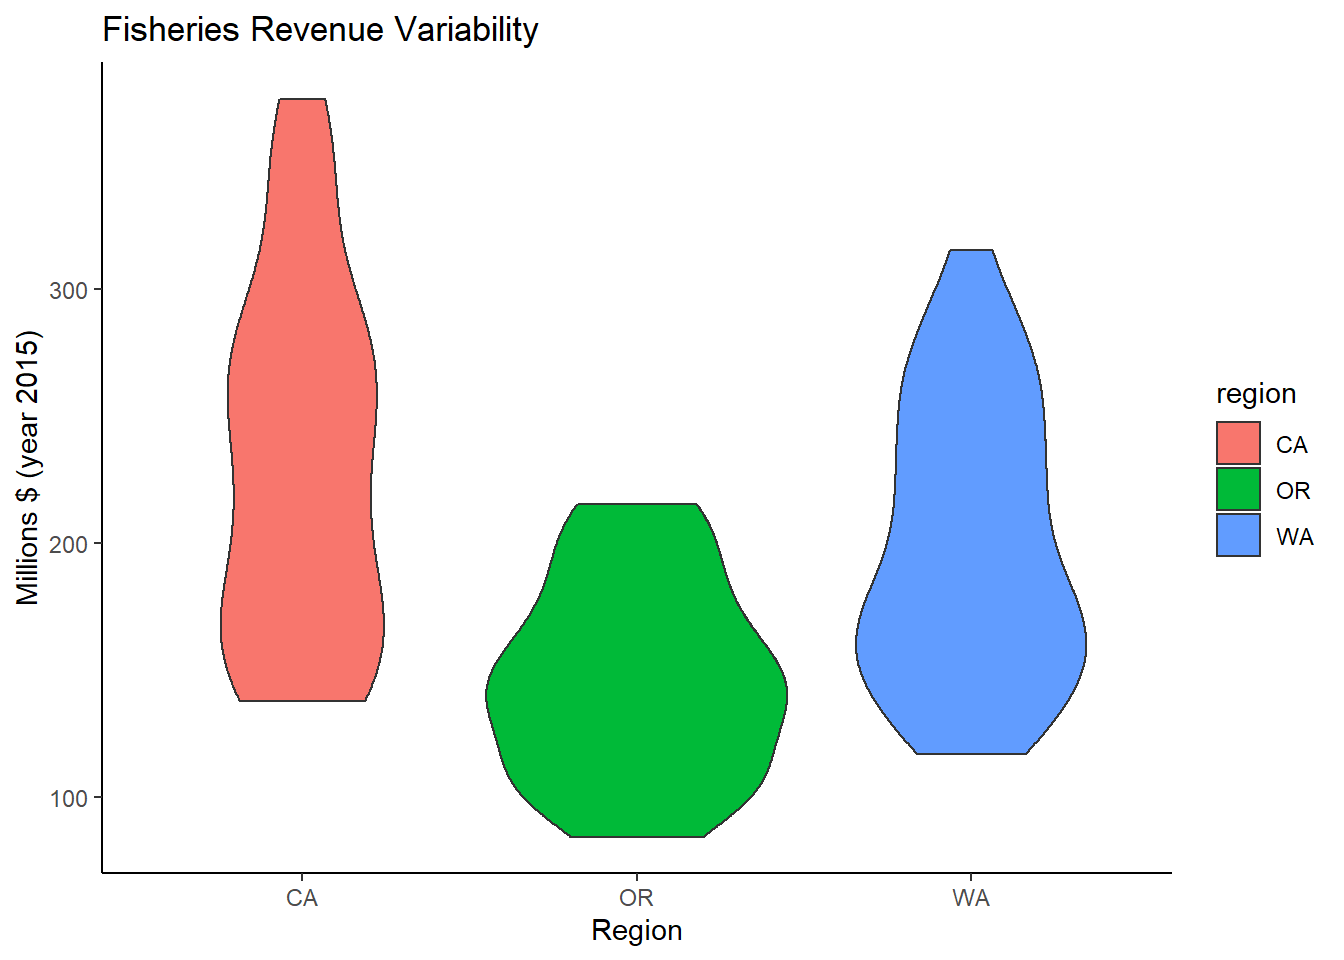 Fisheries Revenue Variability
Millions $ (year 2015)
300
200
100
CA
OR
WA
Region
region
CA
OR
WA